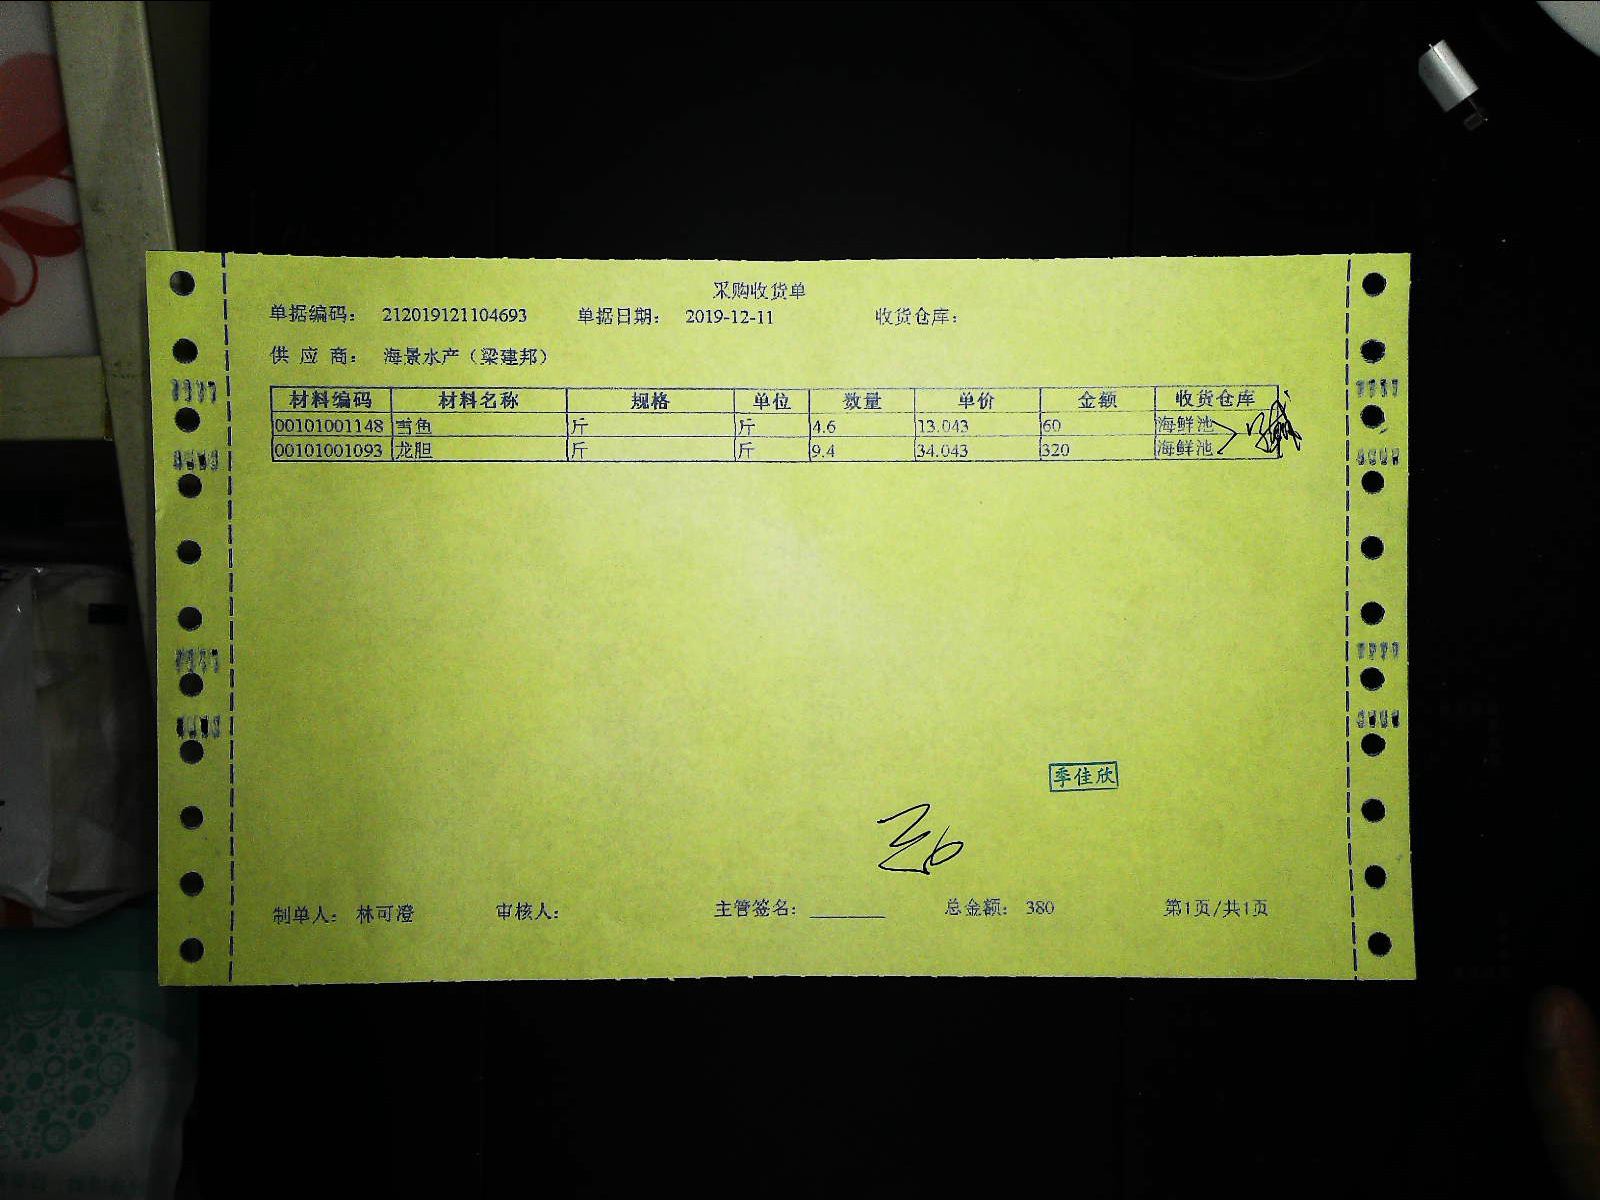 采购收货单
单据编码： 212019121104693 单据日期： 2019-12-11 收货仓库：
供 应 商： 海景水产（梁建邦）
材料编码 材料名称 规格 单位 数量 单价 金额 收货仓库
00101001148 雪鱼 斤 斤 4.6 13.043 60 海鲜池
00101001093 龙胆 斤 斤 9.4 34.043 320 海鲜池
季佳欣
制单人： 林可澄 审核人： 主管签名： ________ 总金额： 380 第1页/共1页